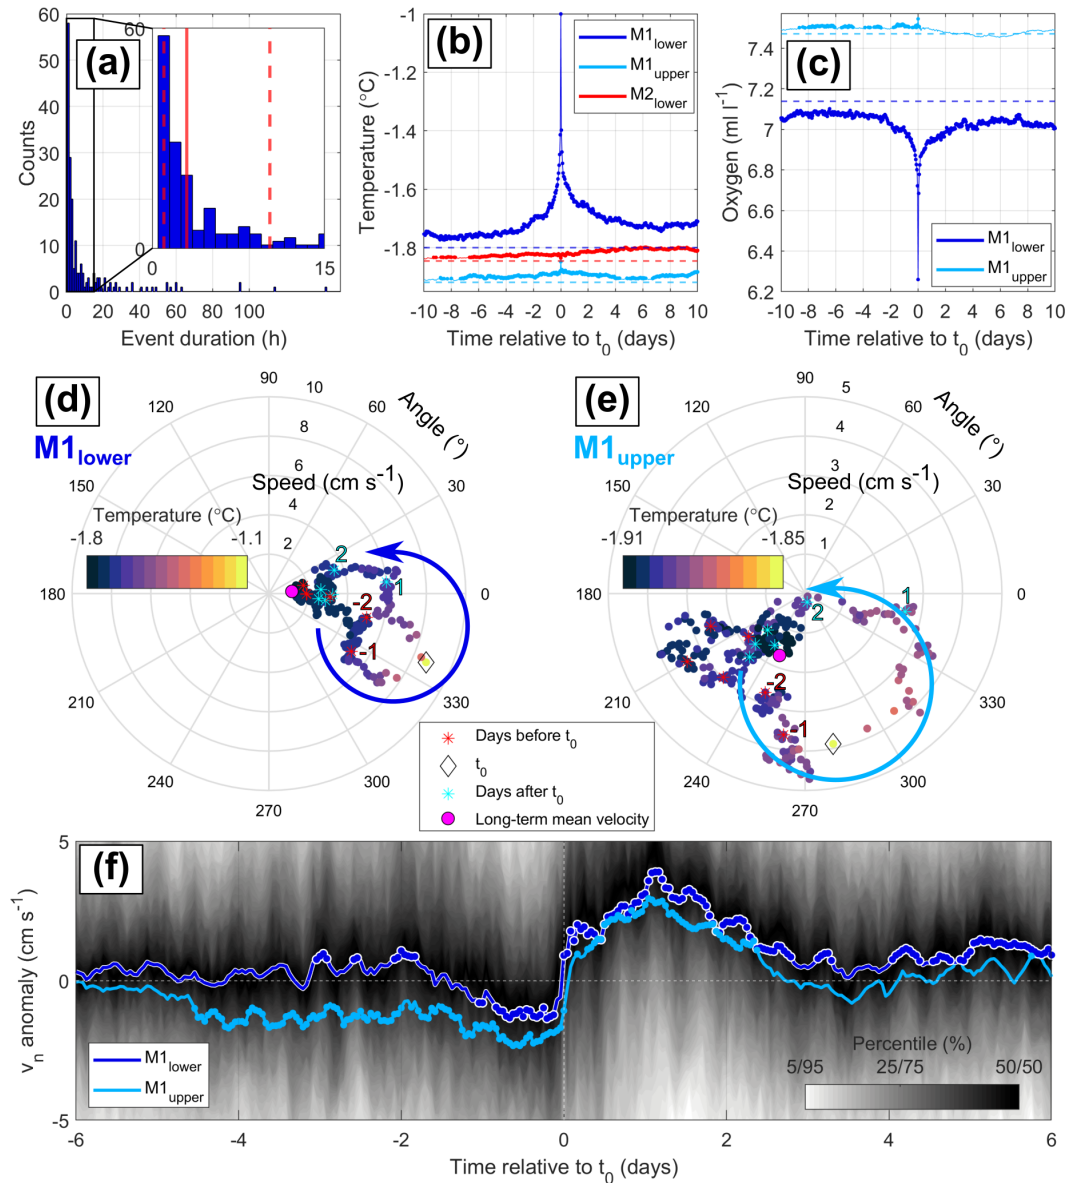 (a)
Counts
60
50
40
30
20
10
0
0 20 40 60 80 100
Event duration (h)
60
0
0 15
(b)
Temperature (°C)
-1
-1.2
-1.4
-1.6
-1.8
-10 -8 -6 -4 -2 0 2 4 6 8 10
Time relative to t0 (days)
M1lower
M1upper
M2lower
(c)
Oxygen (ml l-1)
7.4
7.2
7
6.8
6.6
6.4
6.2
-10 -8 -6 -4 -2 0 2 4 6 8 10
Time relative to t0 (days)
M1lower
M1upper
(d)
M1lower
90
120
60
150
30
180
0
210
330
240
300
270
10
8
6
4
2
Angle (°)
Speed (cm s-1)
Temperature (°C)
-1.8 -1.1
2
1
-2
-1
(e)
M1upper
90
120
60
150
30
180
0
210
330
240
300
270
5
4
3
2
1
Angle (°)
Speed (cm s-1)
Temperature (°C)
-1.91 -1.85
1
2
-2
-1
Days before t0
t0
Days after t0
Long-term mean velocity
(f)
vn anomaly (cm s-1)
5
0
-5
-6 -4 -2 0 2 4 6
Time relative to t0 (days)
M1lower
M1upper
Percentile (%)
5/95 25/75 50/50